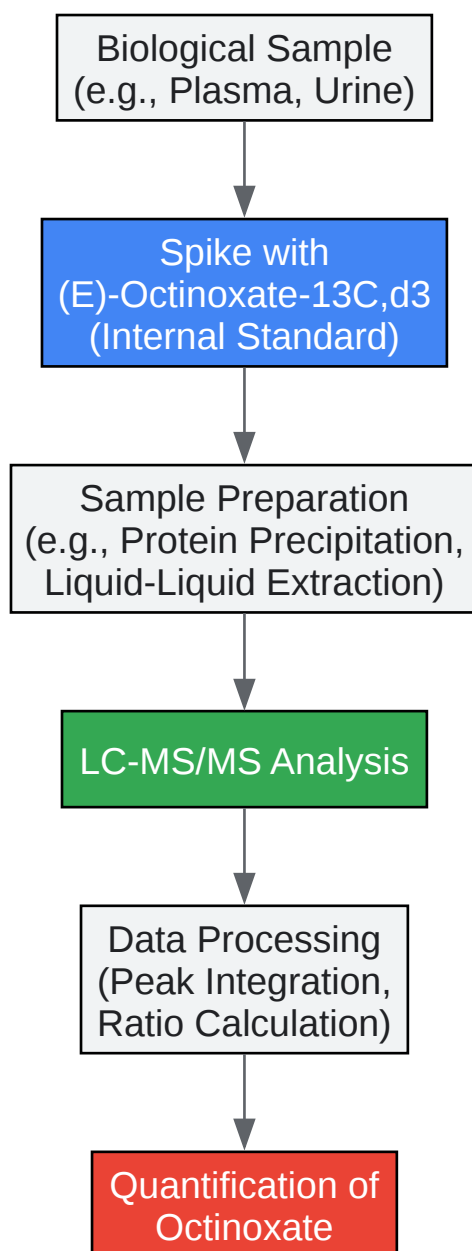 Biological Sample
(e.g., Plasma, Urine)
Spike with
(E)-Octinoxate-13C,d3
(Internal Standard)
Sample Preparation
(e.g., Protein Precipitation,
Liquid-Liquid Extraction)
LC-MS/MS Analysis
Data Processing
(Peak Integration,
Ratio Calculation)
Quantification of
Octinoxate